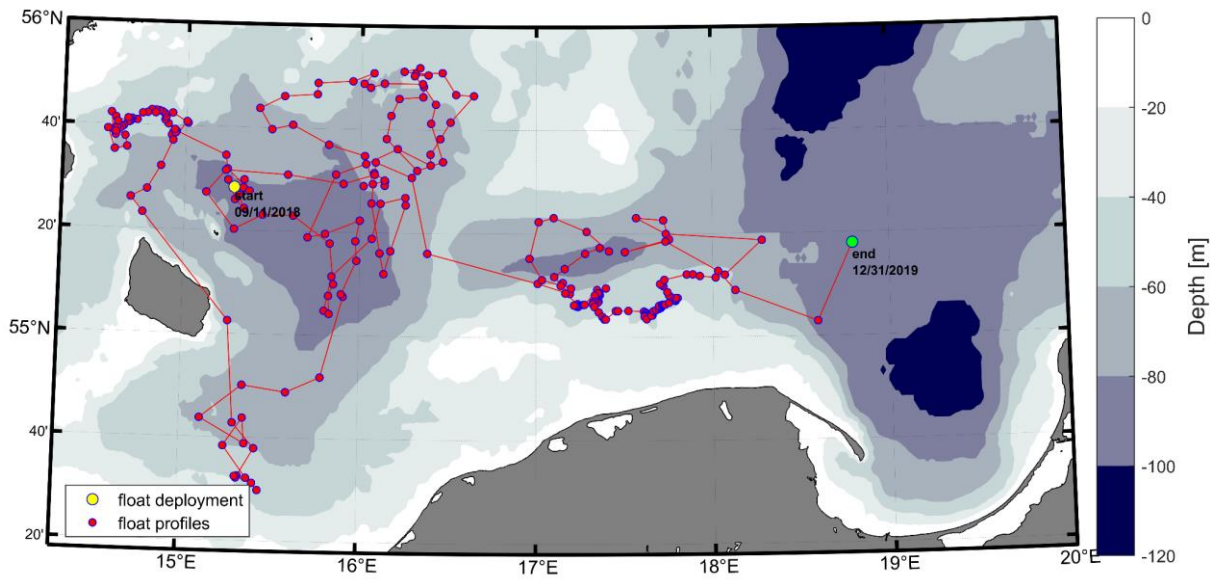 56°N
40'
20'
55°N
40'
20'
15°E
16°E
17°E
18°E
19°E
20°E
start
09/11/2018
end
12/31/2019
float deployment
float profiles
0
-20
-40
-60
-80
-100
-120
Depth [m]